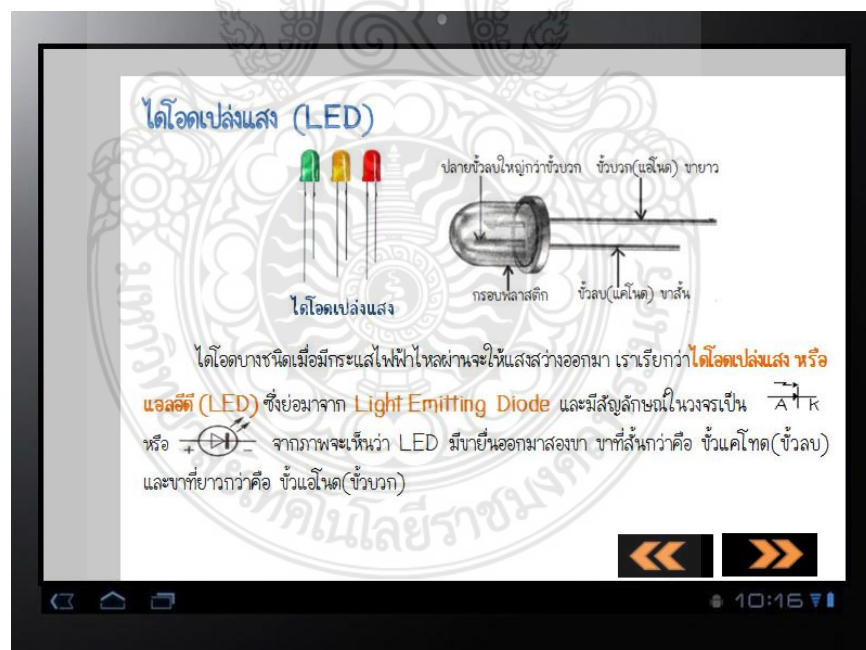 ไดโอดเปล่งแสง (LED)
ปลายขั้วลบใหญ่กว่าขั้วบวก ขั้วบวก(แอโนด) ขายาว
กรอบพลาสติก ขั้วลบ(แคโนด) ขาสั้น
ไดโอดเปล่งแสง
ไดโอดบางชนิดเมื่อมีกระแสไฟฟ้าไหลผ่านจะให้แสงสว่างออกมา เราเรียกว่าไดโอดเปล่งแสง หรือ
แอลอีดี (LED) ซึ่งย่อมาจาก Light Emitting Diode และมีสัญลักษณ์ในวงจรเป็น A K
หรือ + − จากภาพจะเห็นว่า LED มีขายื่นออกมาสองขา ขาที่สั้นกว่าคือ ขั้วแคโทด(ขั้วลบ)
และขาที่ยาวกว่าคือ ขั้วแอโนด(ขั้วบวก)
10:16